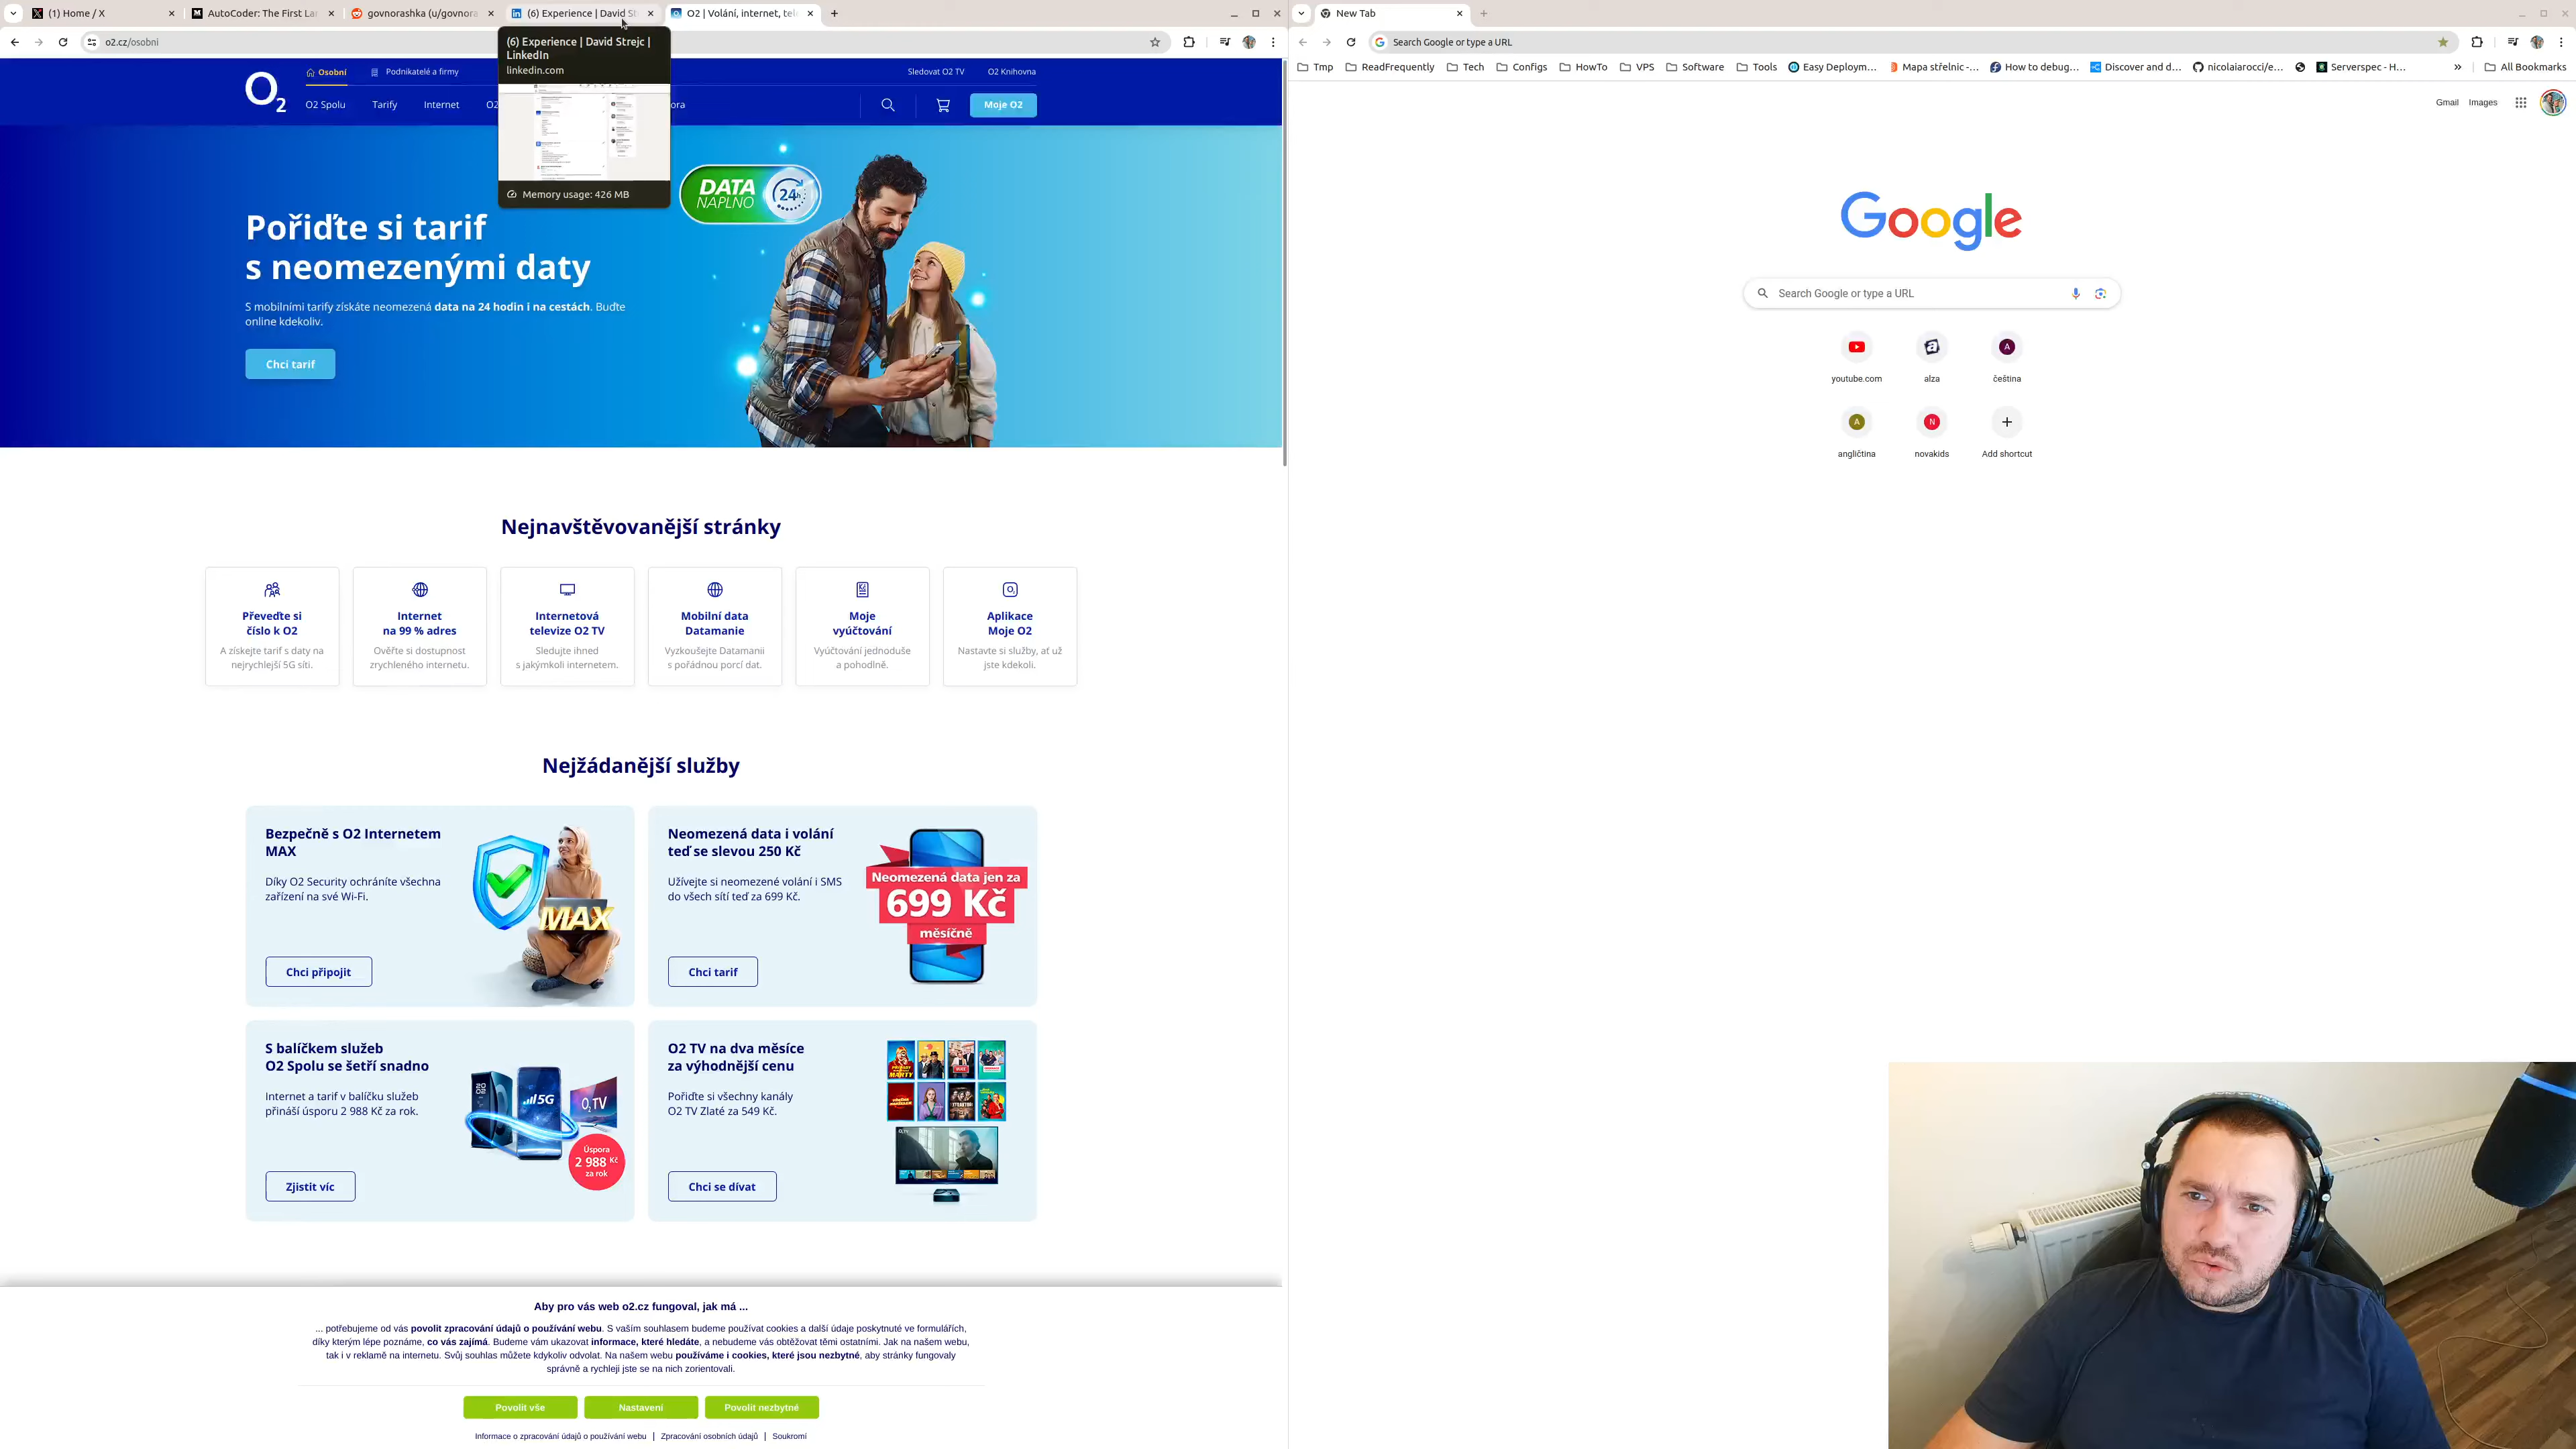 (1) Home / X
AutoCoder: The First La
govnorashka (u/govnora
(6) Experience | David St
O2 | Volání, internet, tel
o2.cz/osobni
(6) Experience | David Strejc |
LinkedIn
linkedin.com
Memory usage: 426 MB
Osobní
Podnikatelé a firmy
Sledovat O2 TV
O2 Knihovna
O2
O2 Spolu
Tarify
Internet
O2
ora
Moje O2
DATA
NAPLNO
24h
Pořiďte si tarif
s neomezenými daty
S mobilními tarify získáte neomezená data na 24 hodin i na cestách. Buďte
online kdekoliv.
Chci tarif
Nejnavštěvovanější stránky
Převeďte si
číslo k O2
A získejte tarif s daty na
nejrychlejší 5G síti.
Internet
na 99 % adres
Ověřte si dostupnost
zrychleného internetu.
Internetová
televize O2 TV
Sledujte ihned
s jakýmkoli internetem.
Mobilní data
Datamanie
Vyzkoušejte Datamanii
s pořádnou porcí dat.
Moje
vyúčtování
Vyúčtování jednoduše
a pohodlně.
Aplikace
Moje O2
Nastavte si služby, ať už
jste kdekoli.
Nejžádanější služby
Bezpečně s O2 Internetem
MAX
Díky O2 Security ochráníte všechna
zařízení na své Wi-Fi.
MAX
Chci připojit
Neomezená data i volání
teď se slevou 250 Kč
Užívejte si neomezené volání i SMS
do všech sítí teď za 699 Kč.
Neomezená data jen za
699 Kč
měsíčně
Chci tarif
S balíčkem služeb
O2 Spolu se šetří snadno
Internet a tarif v balíčku služeb
přináší úsporu 2 988 Kč za rok.
5G
O2 TV
Úspora
2 988 Kč
za rok
Zjistit víc
O2 TV na dva měsíce
za výhodnější cenu
Pořiďte si všechny kanály
O2 TV Zlaté za 549 Kč.
Chci se dívat
Aby pro vás web o2.cz fungoval, jak má ...
... potřebujeme od vás povolit zpracování údajů o používání webu. S vaším souhlasem budeme používat cookies a další údaje poskytnuté ve formulářích,
díky kterým lépe poznáme, co vás zajímá. Budeme vám ukazovat informace, které hledáte, a nebudeme vás obtěžovat těmi ostatními. Jak na našem webu,
tak i v reklamě na internetu. Svůj souhlas můžete kdykoliv odvolat. Na našem webu používáme i cookies, které jsou nezbytné, aby stránky fungovaly
správně a rychleji jste se na nich zorientovali.
Povolit vše
Nastavení
Povolit nezbytné
Informace o zpracování údajů o používání webu | Zpracování osobních údajů | Soukromí
New Tab
Search Google or type a URL
Tmp
ReadFrequently
Tech
Configs
HowTo
VPS
Software
Tools
Easy Deploym…
Mapa střelnic -…
How to debug…
Discover and d…
nicolaiarocci/e…
Serverspec - H…
»
All Bookmarks
Gmail
Images
Google
Search Google or type a URL
youtube.com
a
alza
A
čeština
A
angličtina
N
novakids
Add shortcut